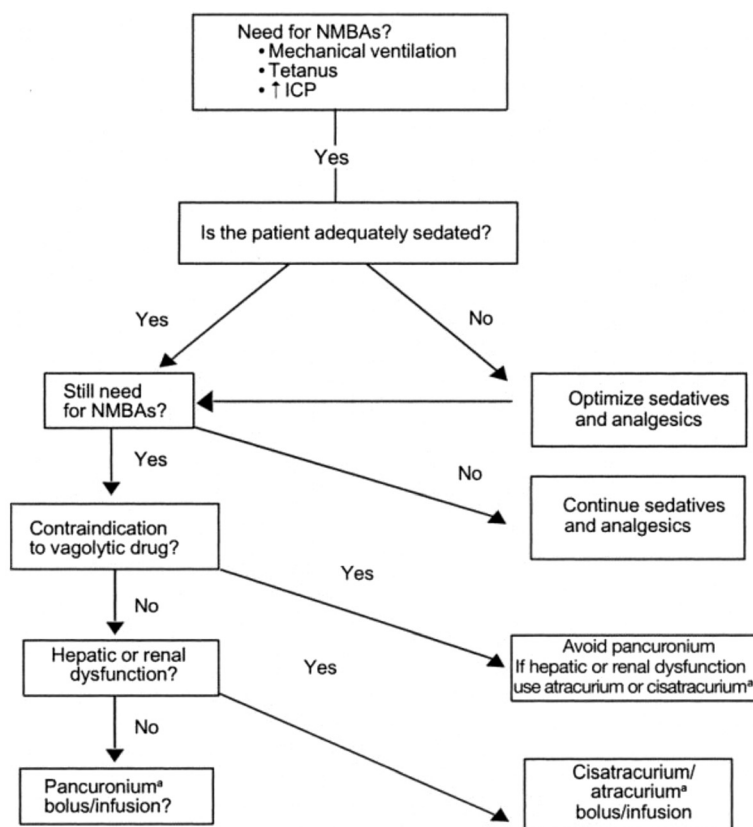 Need for NMBAs?
• Mechanical ventilation
• Tetanus
• ↑ ICP
Yes
Is the patient adequately sedated?
Yes
No
Still need
for NMBAs?
Optimize sedatives
and analgesics
Yes
No
Continue sedatives
and analgesics
Contraindication
to vagolytic drug?
Yes
No
Avoid pancuronium
If hepatic or renal dysfunction
use atracurium or cisatracuriumª
Hepatic or renal
dysfunction?
Yes
No
Pancuroniumª
bolus/infusion?
Cisatracurium/
atracuriumª
bolus/infusion